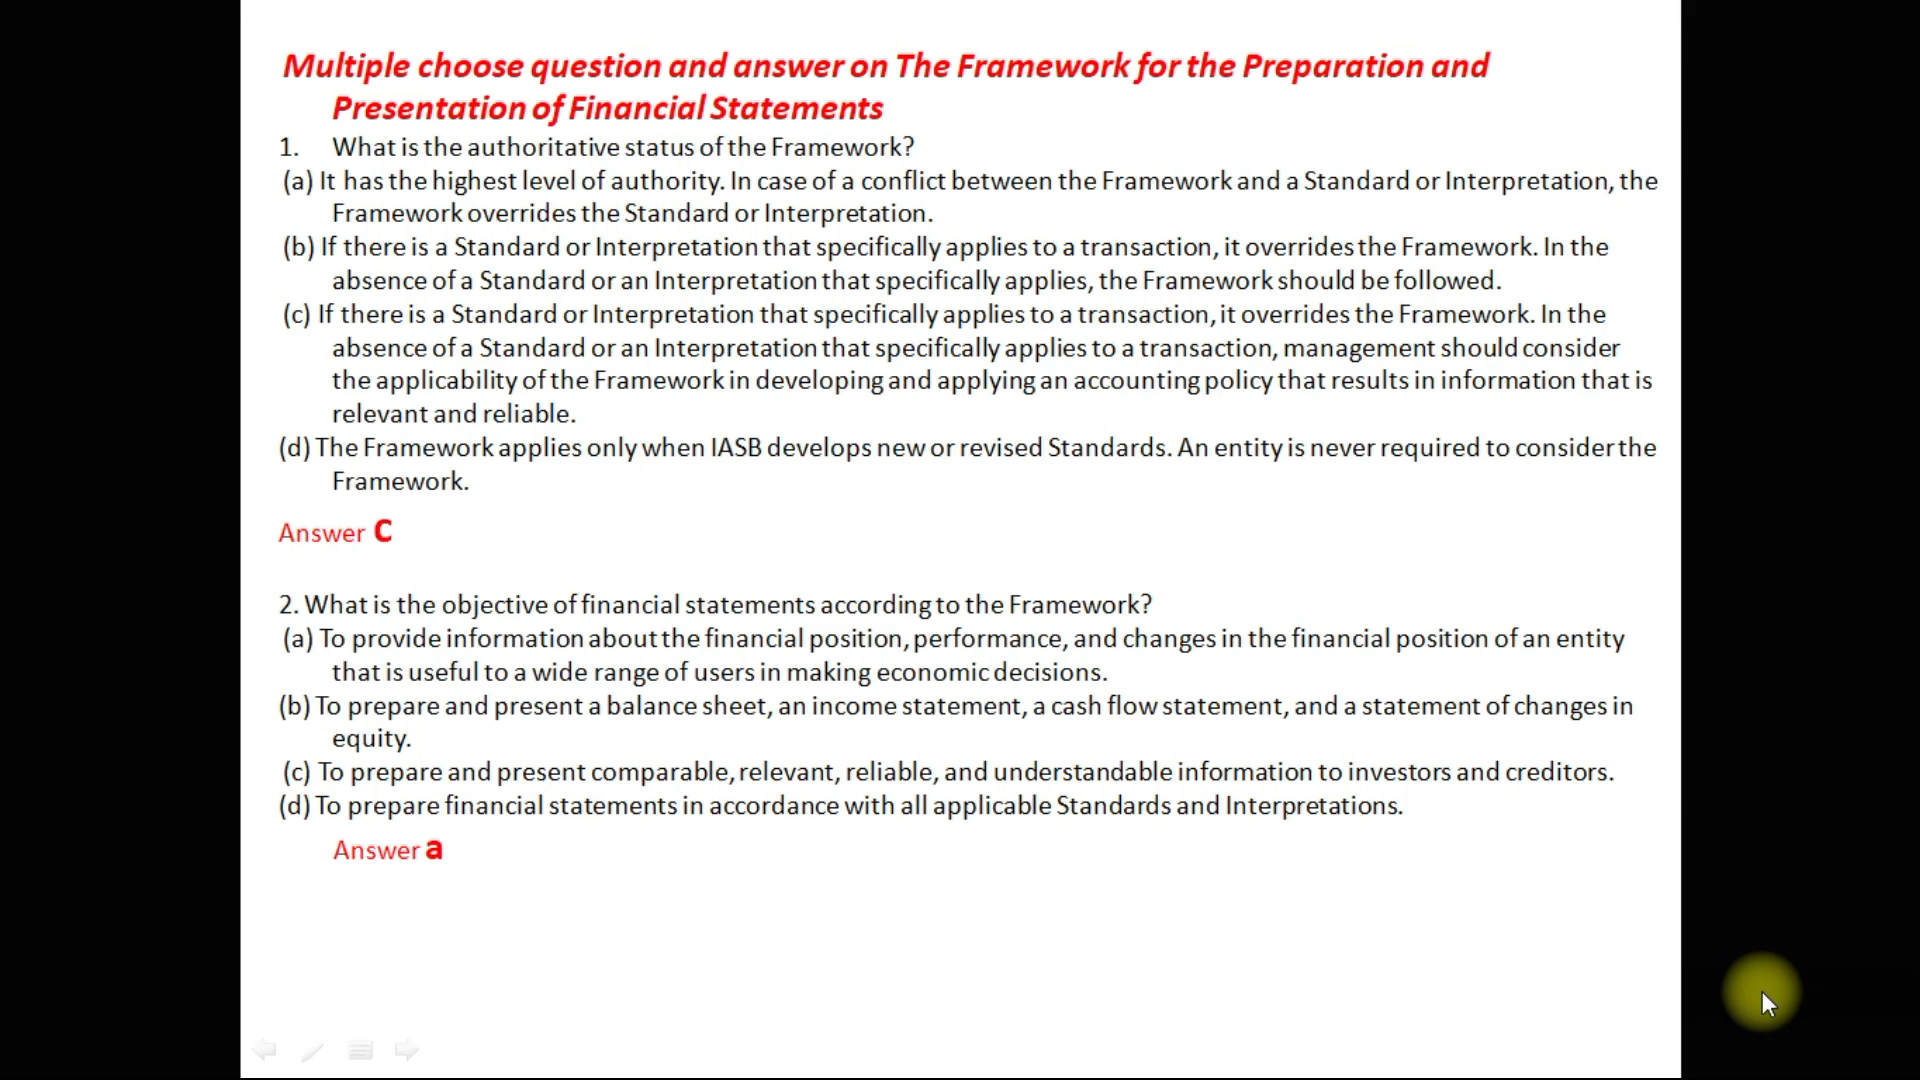 Multiple choose question and answer on The Framework for the Preparation and
Presentation of Financial Statements
1. What is the authoritative status of the Framework?
(a) It has the highest level of authority. In case of a conflict between the Framework and a Standard or Interpretation, the
Framework overrides the Standard or Interpretation.
(b) If there is a Standard or Interpretation that specifically applies to a transaction, it overrides the Framework. In the
absence of a Standard or an Interpretation that specifically applies, the Framework should be followed.
(c) If there is a Standard or Interpretation that specifically applies to a transaction, it overrides the Framework. In the
absence of a Standard or an Interpretation that specifically applies to a transaction, management should consider
the applicability of the Framework in developing and applying an accounting policy that results in information that is
relevant and reliable.
(d) The Framework applies only when IASB develops new or revised Standards. An entity is never required to consider the
Framework.
Answer C
2. What is the objective of financial statements according to the Framework?
(a) To provide information about the financial position, performance, and changes in the financial position of an entity
that is useful to a wide range of users in making economic decisions.
(b) To prepare and present a balance sheet, an income statement, a cash flow statement, and a statement of changes in
equity.
(c) To prepare and present comparable, relevant, reliable, and understandable information to investors and creditors.
(d) To prepare financial statements in accordance with all applicable Standards and Interpretations.
Answer a